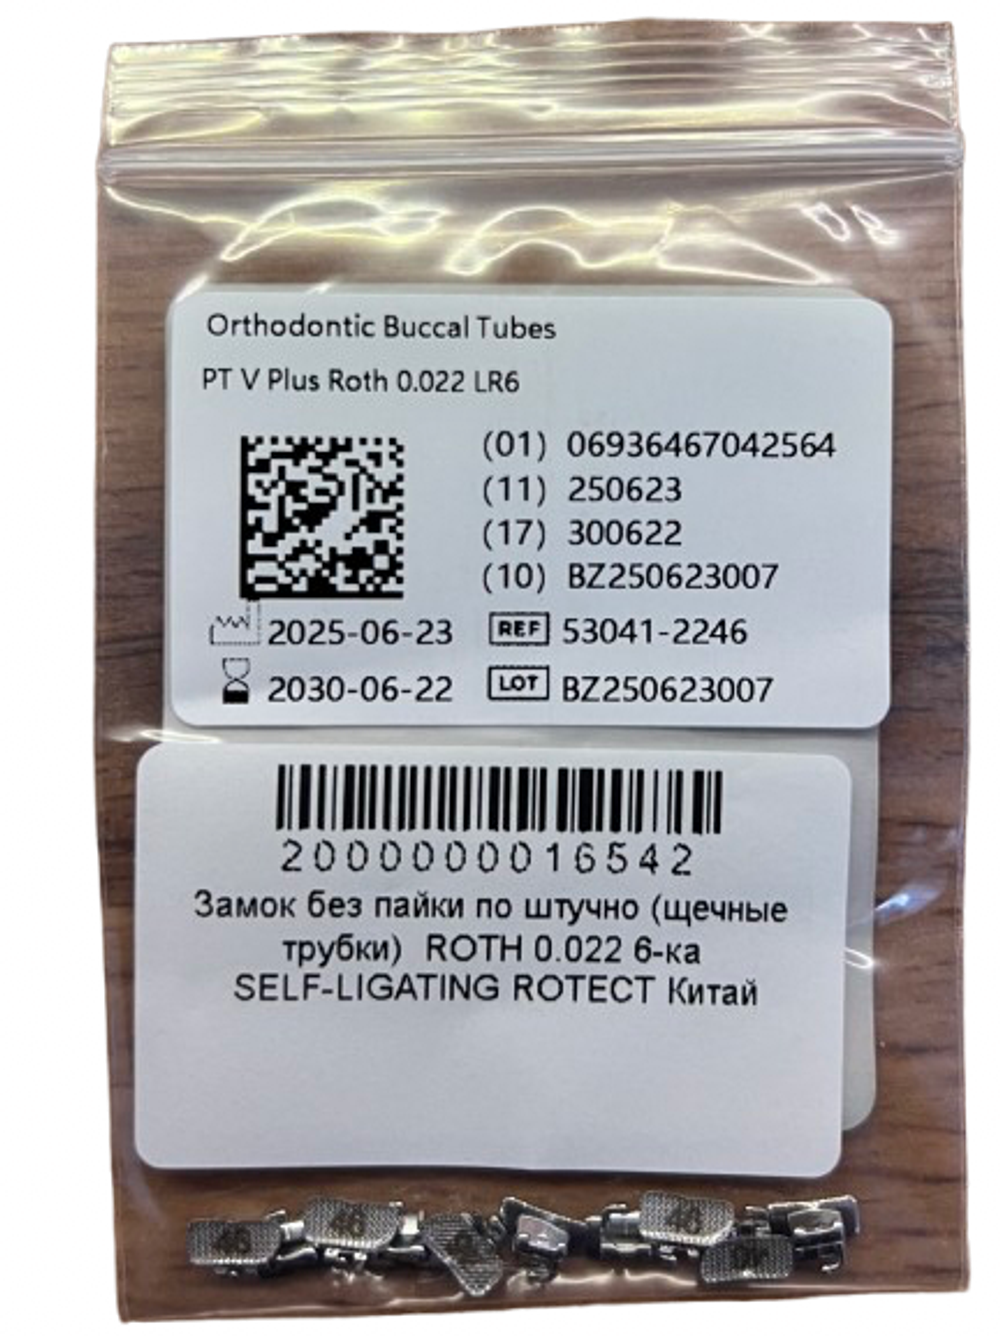 Orthodontic Buccal Tubes
PT V Plus Roth 0.022 LR6
(01) 06936467042564
(11) 250623
(17) 300622
(10) BZ250623007
2025-06-23 REF 53041-2246
2030-06-22 LOT BZ250623007
2000000016542
Замок без пайки по штучно (щечные
трубки) ROTH 0.022 6-ка
SELF-LIGATING ROTECT Китай
46
46
46